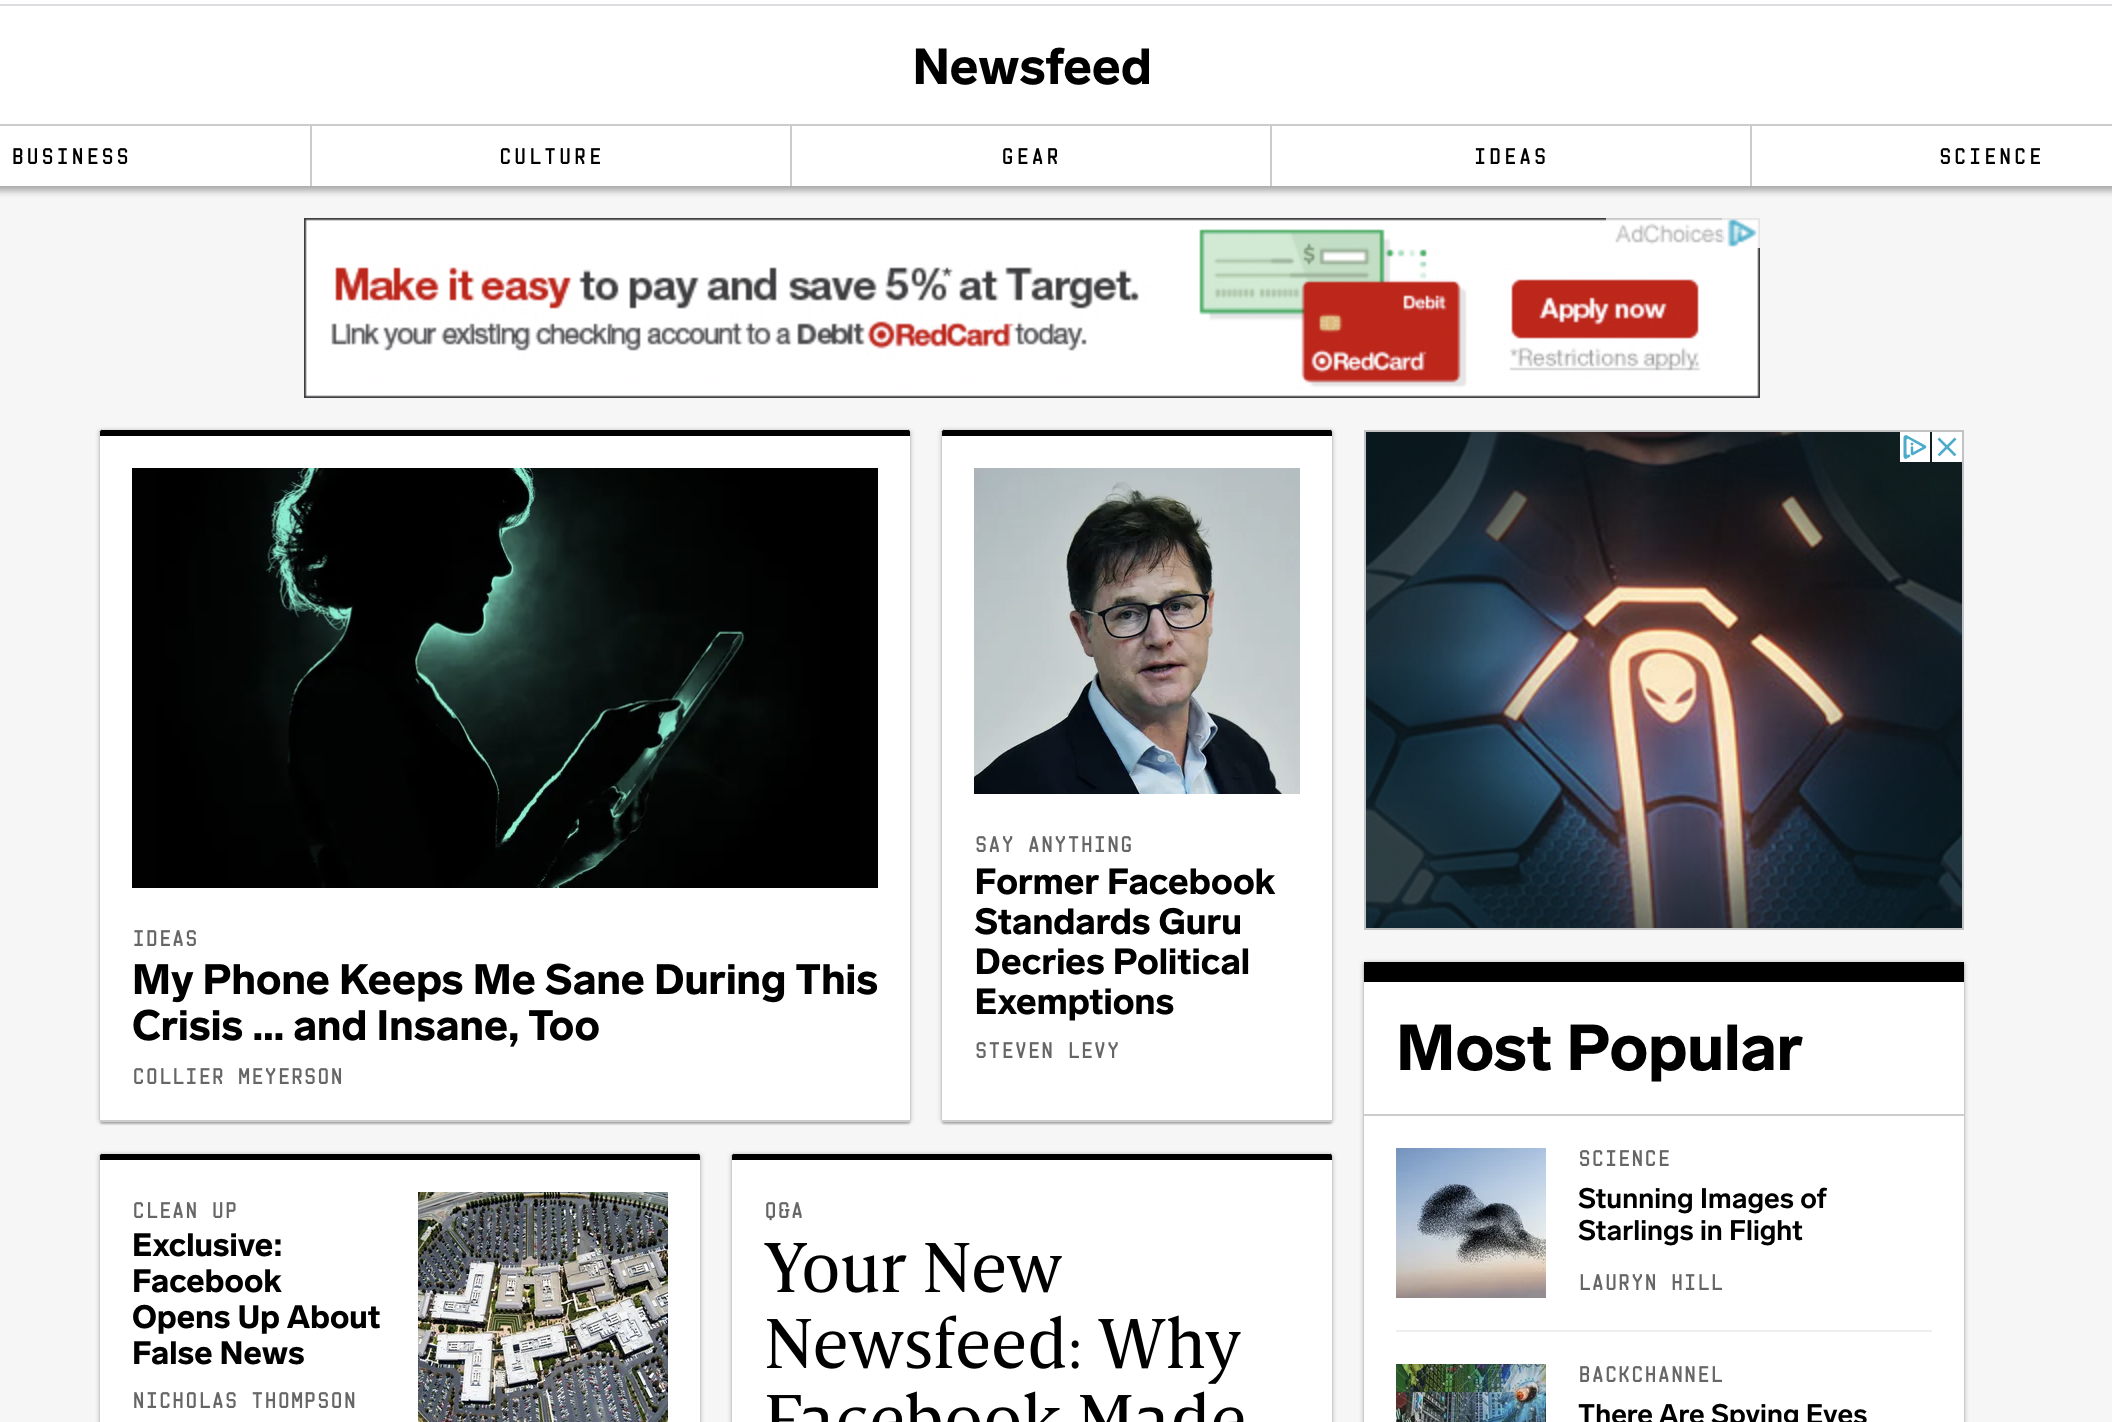 Newsfeed
BUSINESS
CULTURE
GEAR
IDEAS
SCIENCE
AdChoices
Make it easy to pay and save 5%* at Target.
Link your existing checking account to a Debit RedCard today.
$
Debit
RedCard
Apply now
*Restrictions apply.
IDEAS
My Phone Keeps Me Sane During This
Crisis ... and Insane, Too
COLLIER MEYERSON
SAY ANYTHING
Former Facebook
Standards Guru
Decries Political
Exemptions
STEVEN LEVY
Most Popular
SCIENCE
Stunning Images of
Starlings in Flight
LAURYN HILL
BACKCHANNEL
There Are Spying Eyes
CLEAN UP
Exclusive:
Facebook
Opens Up About
False News
NICHOLAS THOMPSON
Q&A
Your New
Newsfeed: Why
Facebook Made